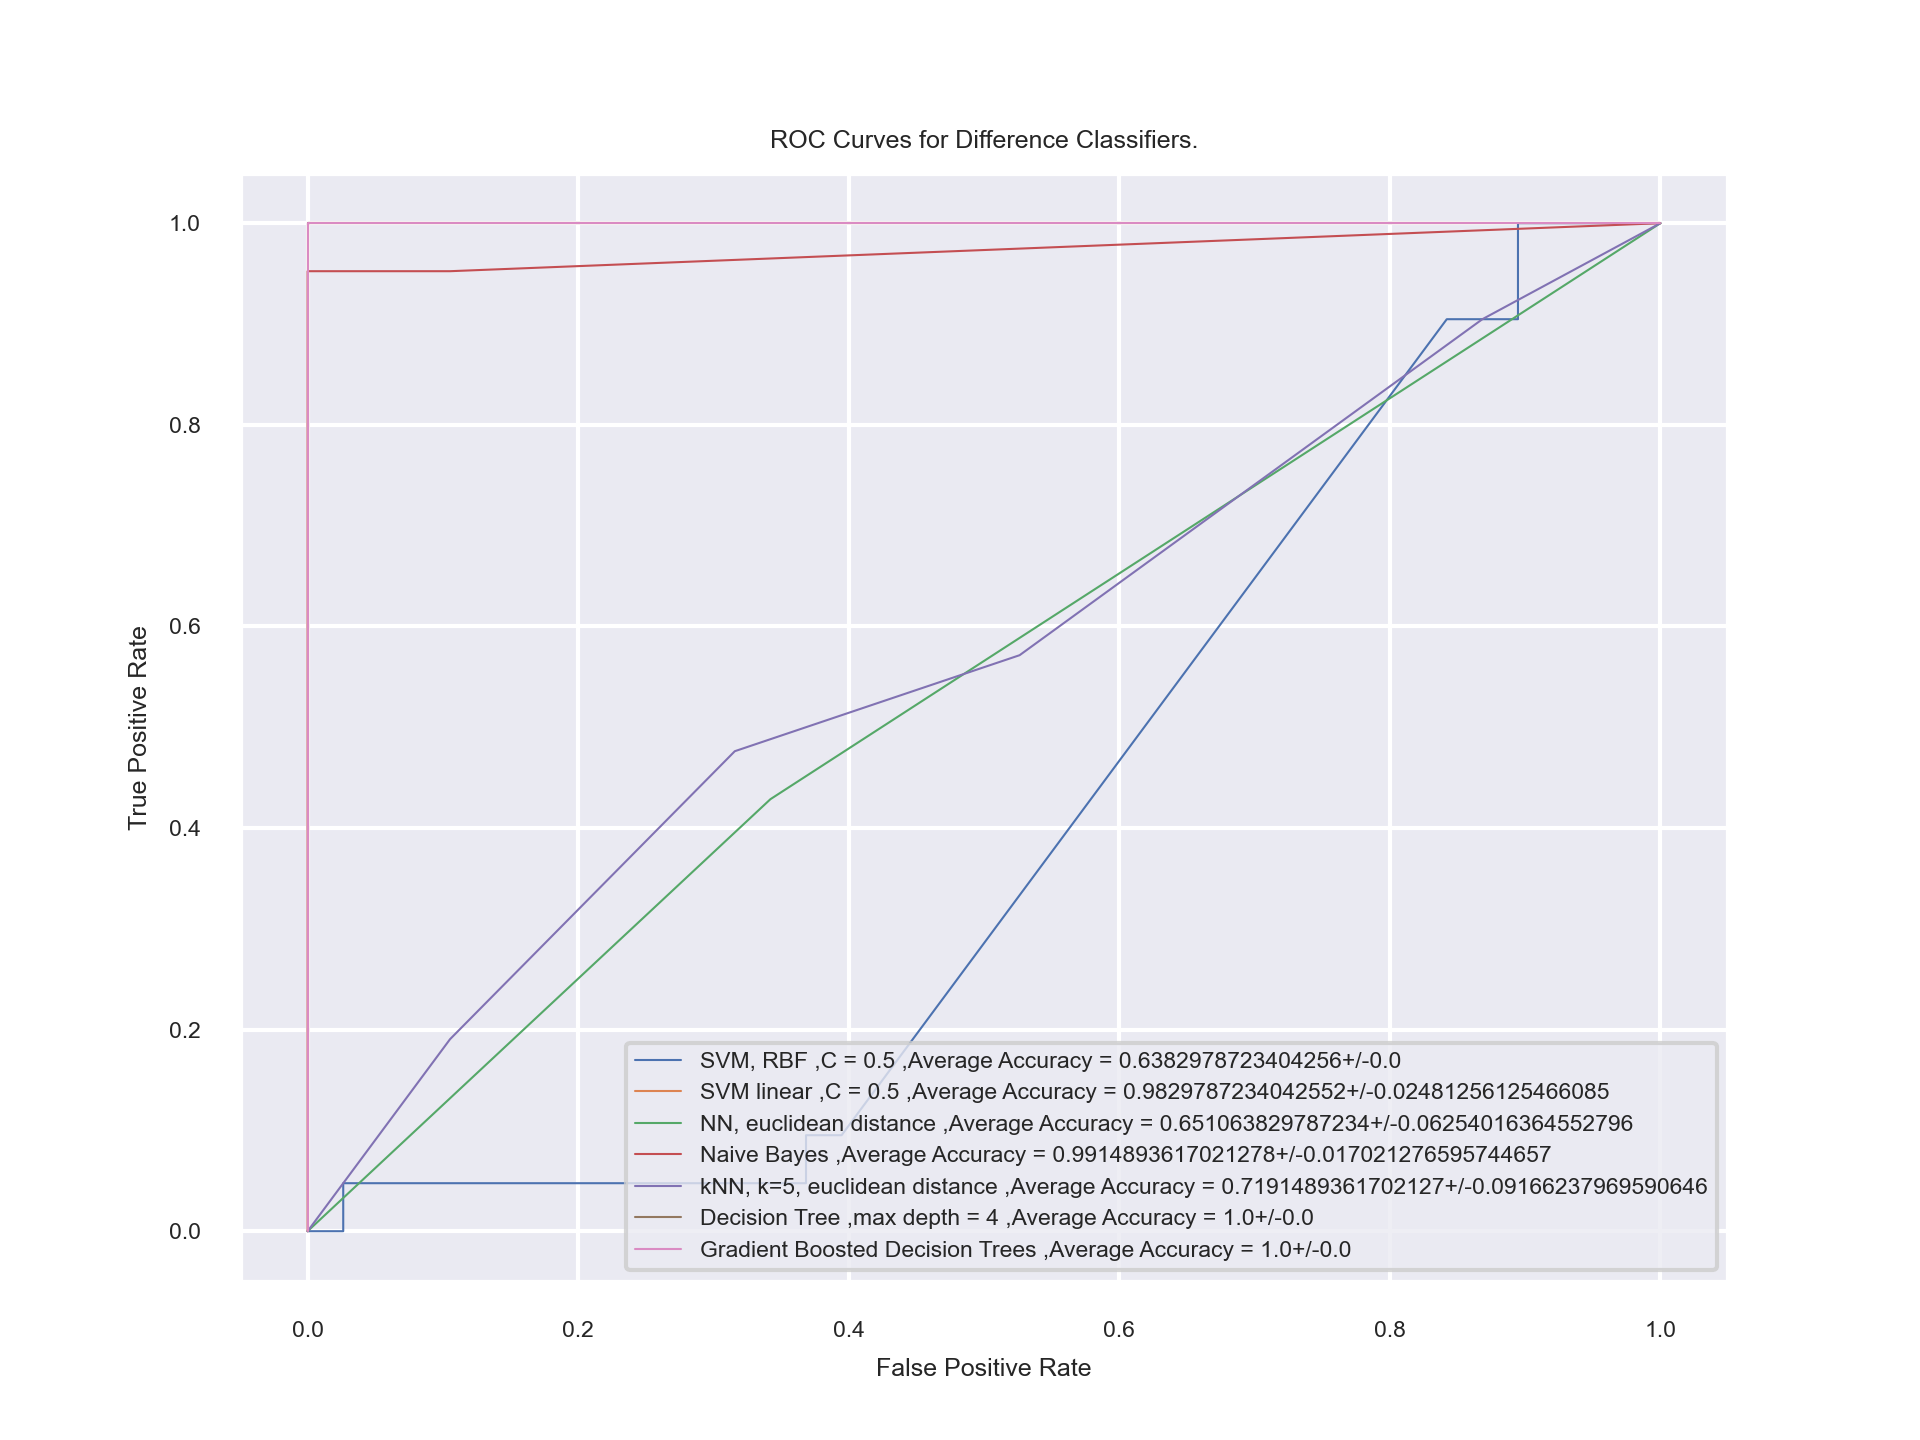 ROC Curves for Difference Classifiers.
1.0
0.8
0.6
0.4
0.2
0.0
True Positive Rate
SVM, RBF ,C = 0.5 ,Average Accuracy = 0.6382978723404256+/-0.0
SVM linear ,C = 0.5 ,Average Accuracy = 0.9829787234042552+/-0.02481256125466085
NN, euclidean distance ,Average Accuracy = 0.651063829787234+/-0.06254016364552796
Naive Bayes ,Average Accuracy = 0.9914893617021278+/-0.017021276595744657
kNN, k=5, euclidean distance ,Average Accuracy = 0.7191489361702127+/-0.09166237969590646
Decision Tree ,max depth = 4 ,Average Accuracy = 1.0+/-0.0
Gradient Boosted Decision Trees ,Average Accuracy = 1.0+/-0.0
0.0 0.2 0.4 0.6 0.8 1.0
False Positive Rate